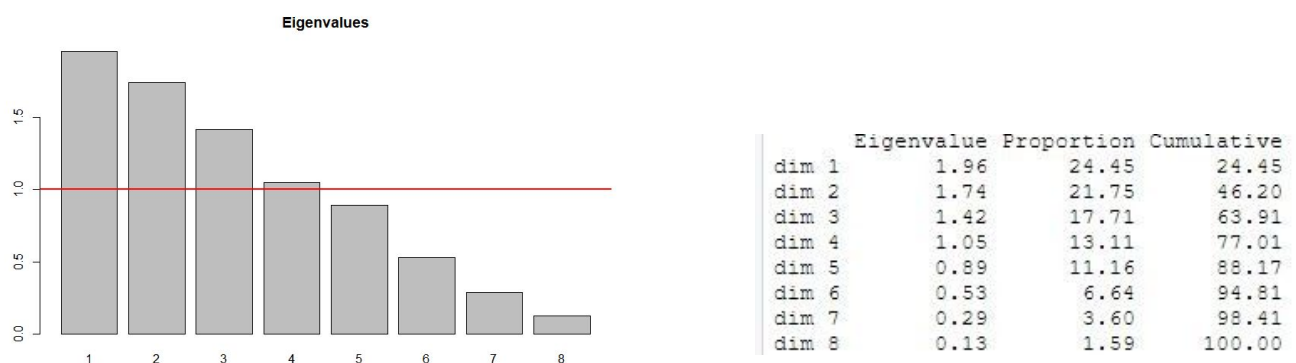 Eigenvalues
1.5
1.0
0.5
0.0
1 2 3 4 5 6 7 8
Eigenvalue Proportion Cumulative
dim 1 1.96 24.45 24.45
dim 2 1.74 21.75 46.20
dim 3 1.42 17.71 63.91
dim 4 1.05 13.11 77.01
dim 5 0.89 11.16 88.17
dim 6 0.53 6.64 94.81
dim 7 0.29 3.60 98.41
dim 8 0.13 1.59 100.00